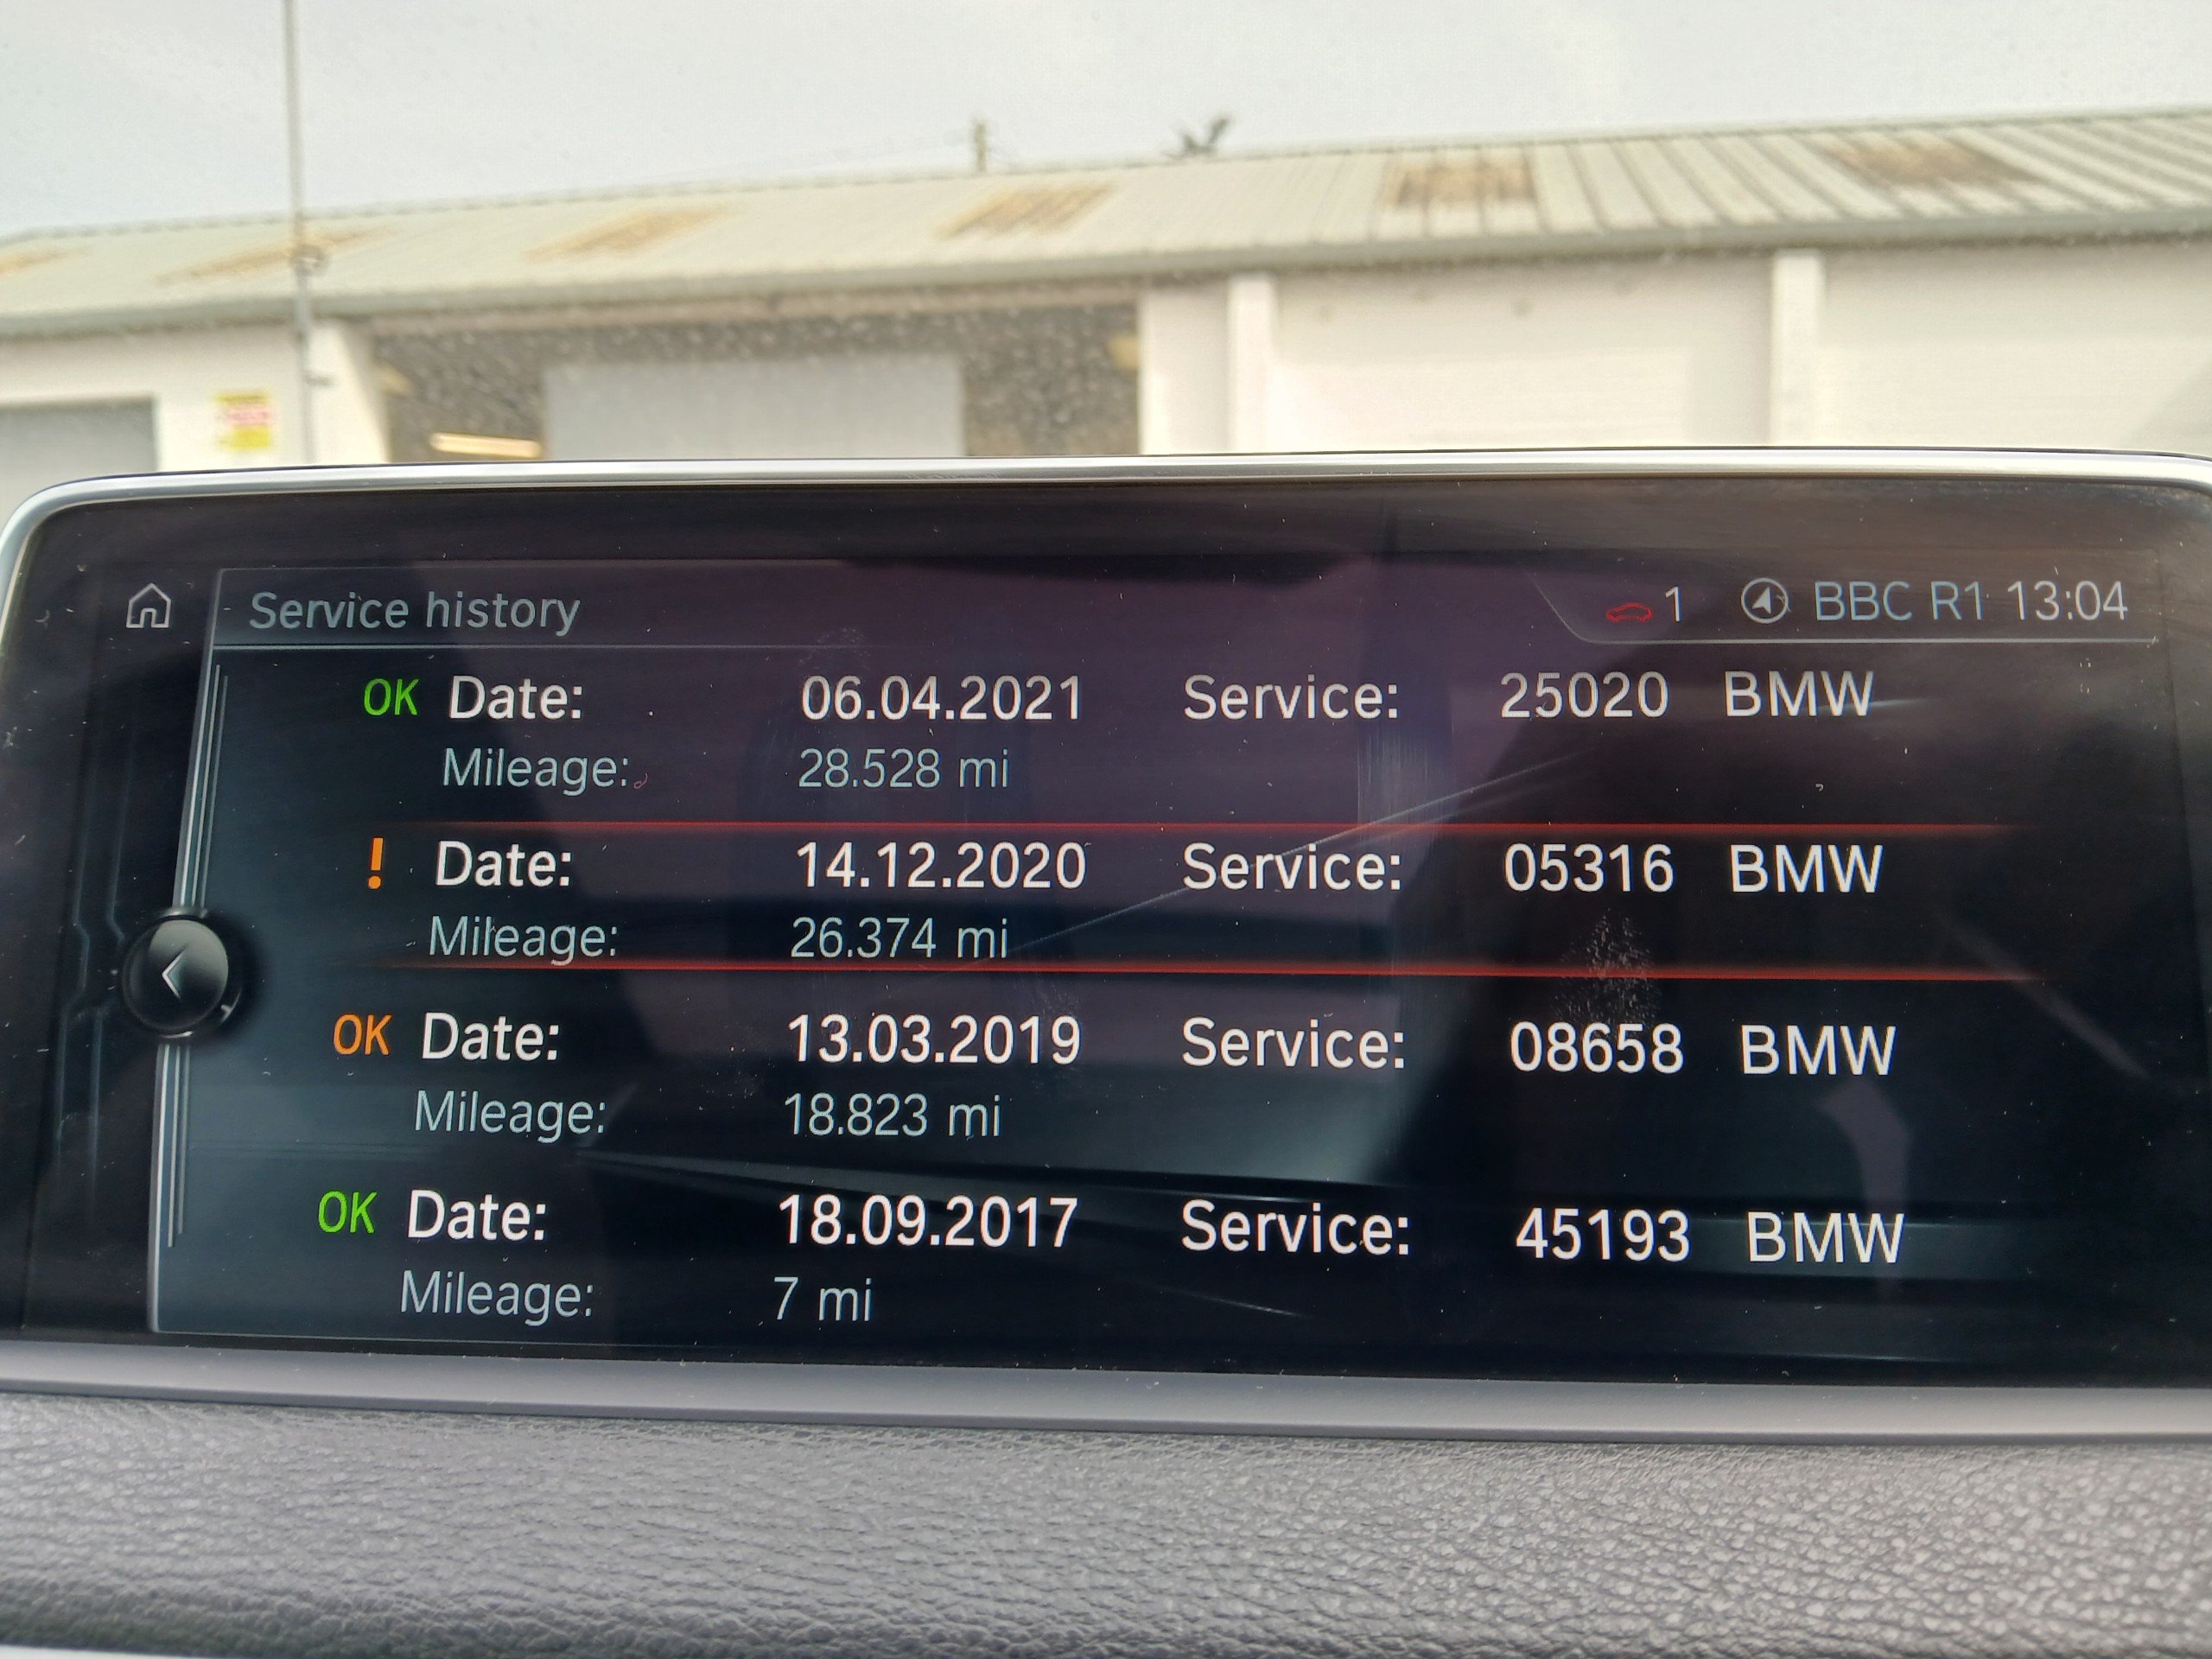 Service history 1 BBC R1 13:04
OK Date: 06.04.2021 Service: 25020 BMW
Mileage: 28.528 mi
! Date: 14.12.2020 Service: 05316 BMW
Mileage: 26.374 mi
OK Date: 13.03.2019 Service: 08658 BMW
Mileage: 18.823 mi
OK Date: 18.09.2017 Service: 45193 BMW
Mileage: 7 mi